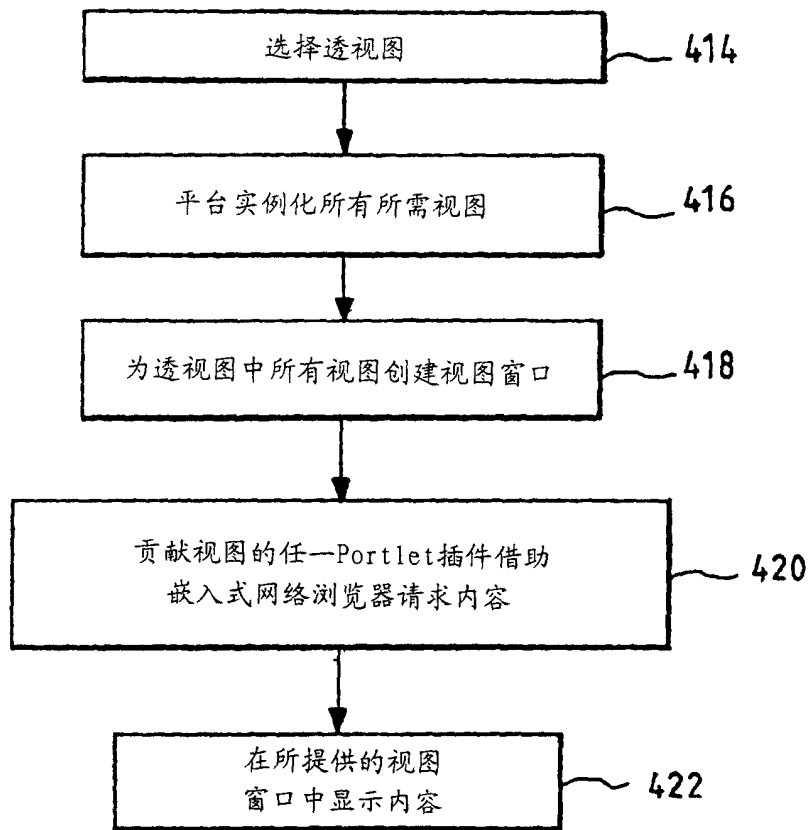 选择透视图
414
平台实例化所有所需视图
416
为透视图中所有视图创建视图窗口
418
贡献视图的任一Portlet插件借助
嵌入式网络浏览器请求内容
420
在所提供的视图
窗口中显示内容
422